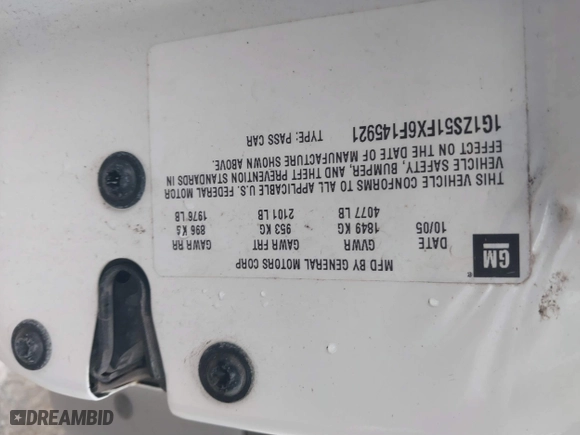 GM
®
MFD BY GENERAL MOTORS CORP
DATE GVWR GAWR FRT GAWR RR
10/05 1849 KG 953 KG 896 KG
4077 LB 2101 LB 1976 LB
THIS VEHICLE CONFORMS TO ALL APPLICABLE U.S. FEDERAL MOTOR
VEHICLE SAFETY, BUMPER, AND THEFT PREVENTION STANDARDS IN
EFFECT ON THE DATE OF MANUFACTURE SHOWN ABOVE.
1G1ZS51FX6F145921 TYPE: PASS CAR
DREAMBID